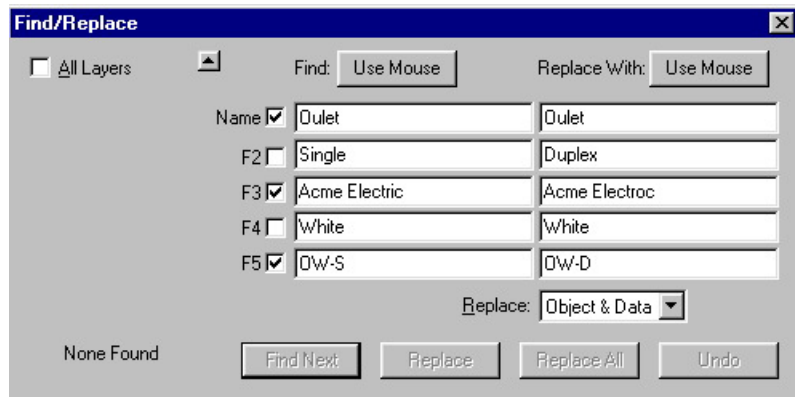 Find/Replace
All Layers Find: Use Mouse Replace With: Use Mouse
Name Oulet Oulet
F2 Single Duplex
F3 Acme Electric Acme Electroc
F4 White White
F5 OW-S OW-D
Replace: Object & Data
None Found Find Next Replace Replace All Undo